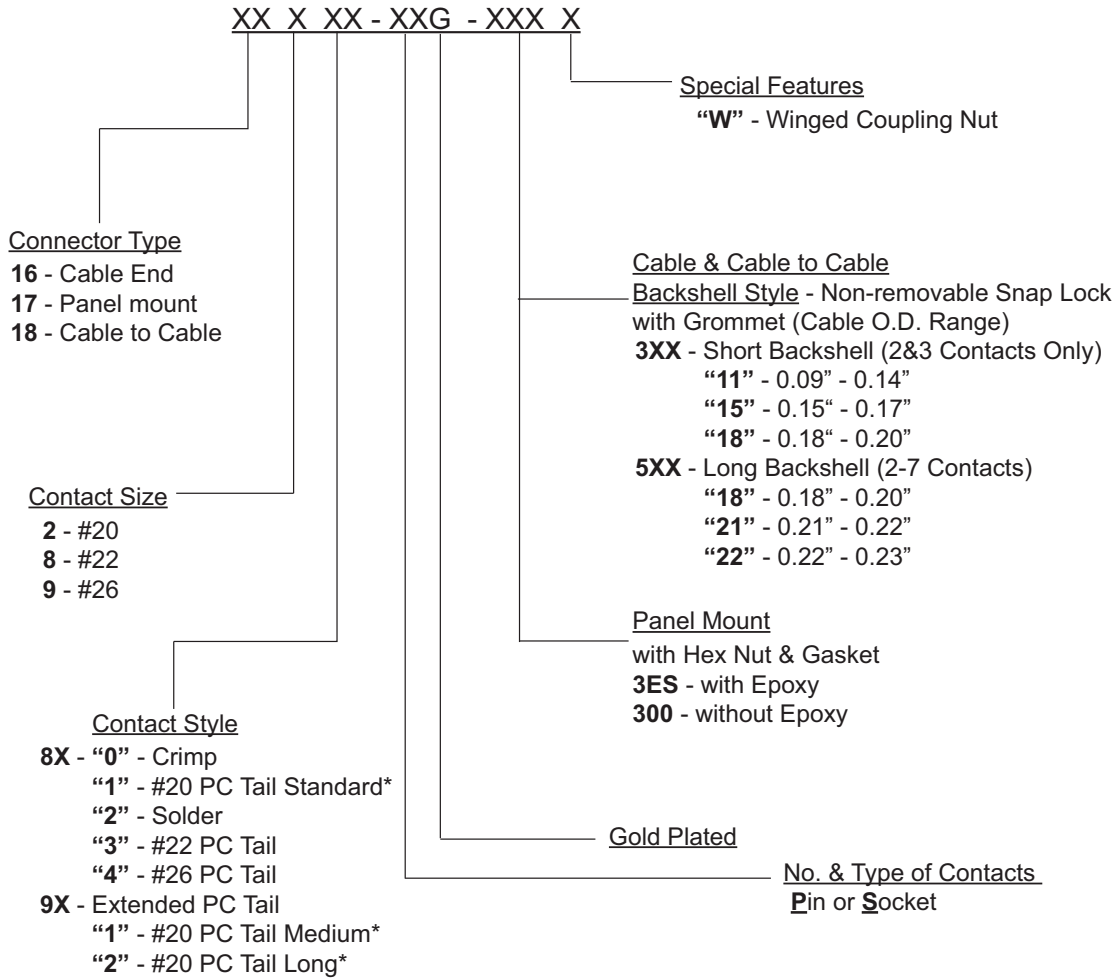 XX X XX - XXG - XXX X
Special Features
“W” - Winged Coupling Nut
Connector Type
16 - Cable End
17 - Panel mount
18 - Cable to Cable
Cable & Cable to Cable
Backshell Style - Non-removable Snap Lock
with Grommet (Cable O.D. Range)
3XX - Short Backshell (2&3 Contacts Only)
“11” - 0.09” - 0.14”
“15” - 0.15“ - 0.17”
“18” - 0.18“ - 0.20”
5XX - Long Backshell (2-7 Contacts)
“18” - 0.18” - 0.20”
“21” - 0.21” - 0.22”
“22” - 0.22” - 0.23”
Contact Size
2 - #20
8 - #22
9 - #26
Panel Mount
with Hex Nut & Gasket
3ES - with Epoxy
300 - without Epoxy
Contact Style
8X - “0” - Crimp
“1” - #20 PC Tail Standard*
“2” - Solder
“3” - #22 PC Tail
“4” - #26 PC Tail
9X - Extended PC Tail
“1” - #20 PC Tail Medium*
“2” - #20 PC Tail Long*
Gold Plated
No. & Type of Contacts
Pin or Socket